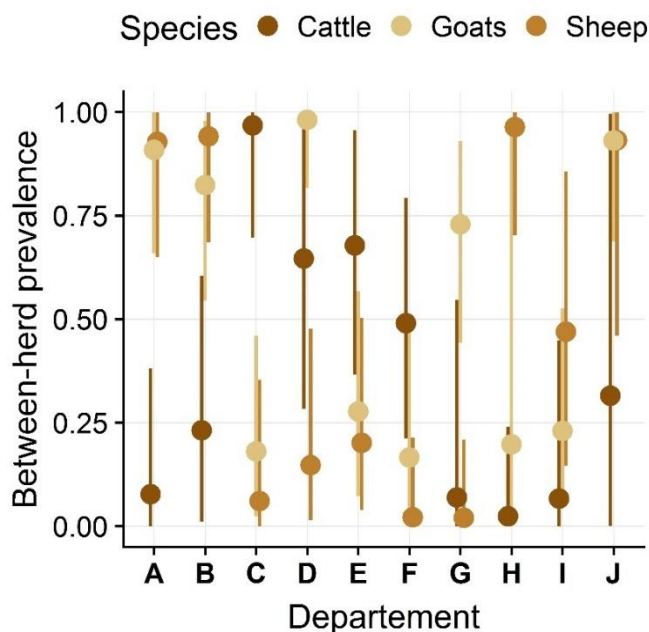 Species Cattle Goats Sheep
Between-herd prevalence
1.00
0.75
0.50
0.25
0.00
A B C D E F G H I J
Departement